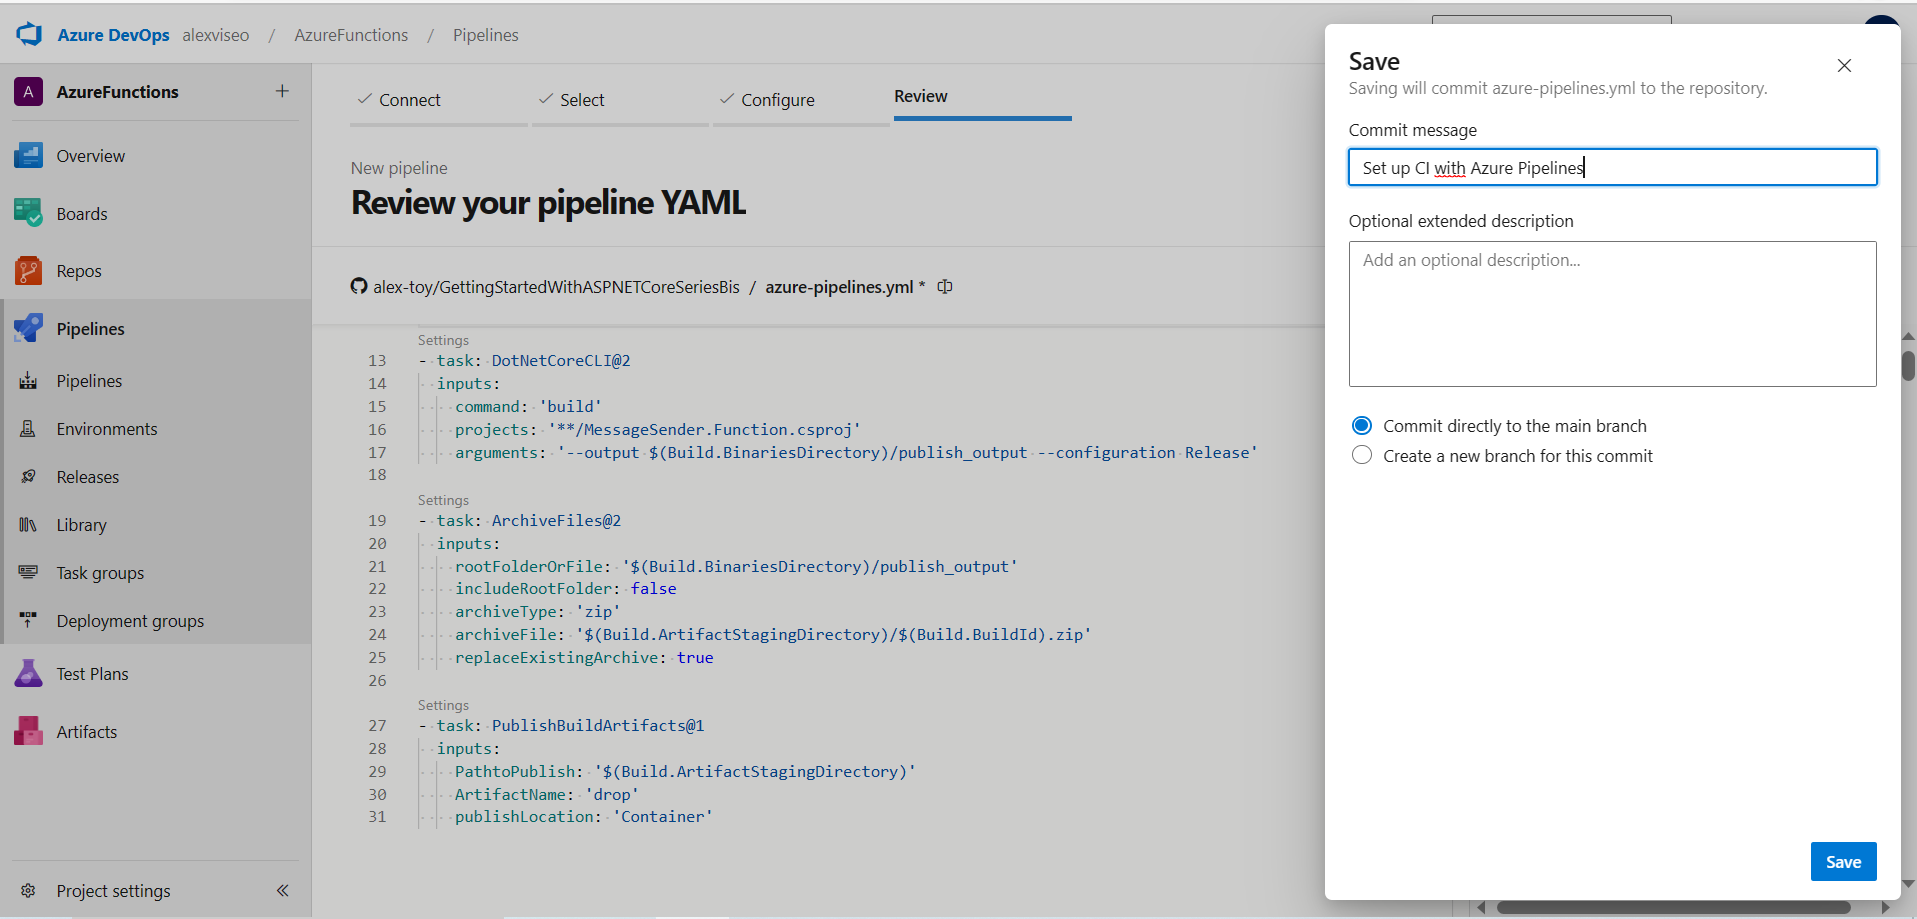 Azure DevOps alexviseo / AzureFunctions / Pipelines
A AzureFunctions +
Overview
Boards
Repos
Pipelines
Pipelines
Environments
Releases
Library
Task groups
Deployment groups
Test Plans
Artifacts
Project settings
Connect Select Configure Review
New pipeline
Review your pipeline YAML
alex-toy/GettingStartedWithASPNETCoreSeriesBis / azure-pipelines.yml *
Settings
13 - task: DotNetCoreCLI@2
14 inputs:
15 command: 'build'
16 projects: '**/MessageSender.Function.csproj'
17 arguments: '--output $(Build.BinariesDirectory)/publish_output --configuration Release'
18
Settings
19 - task: ArchiveFiles@2
20 inputs:
21 rootFolderOrFile: '$(Build.BinariesDirectory)/publish_output'
22 includeRootFolder: false
23 archiveType: 'zip'
24 archiveFile: '$(Build.ArtifactStagingDirectory)/$(Build.BuildId).zip'
25 replaceExistingArchive: true
26
Settings
27 - task: PublishBuildArtifacts@1
28 inputs:
29 PathtoPublish: '$(Build.ArtifactStagingDirectory)'
30 ArtifactName: 'drop'
31 publishLocation: 'Container'
Save
Saving will commit azure-pipelines.yml to the repository.
Commit message
Set up CI with Azure Pipelines
Optional extended description
Add an optional description...
Commit directly to the main branch
Create a new branch for this commit
Save